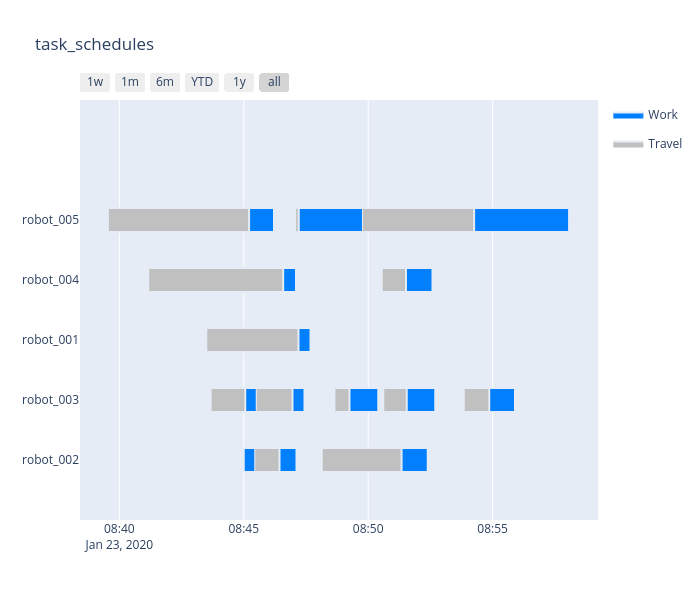 task_schedules
1w 1m 6m YTD 1y all
Work
Travel
robot_005
robot_004
robot_001
robot_003
robot_002
08:40 08:45 08:50 08:55
Jan 23, 2020